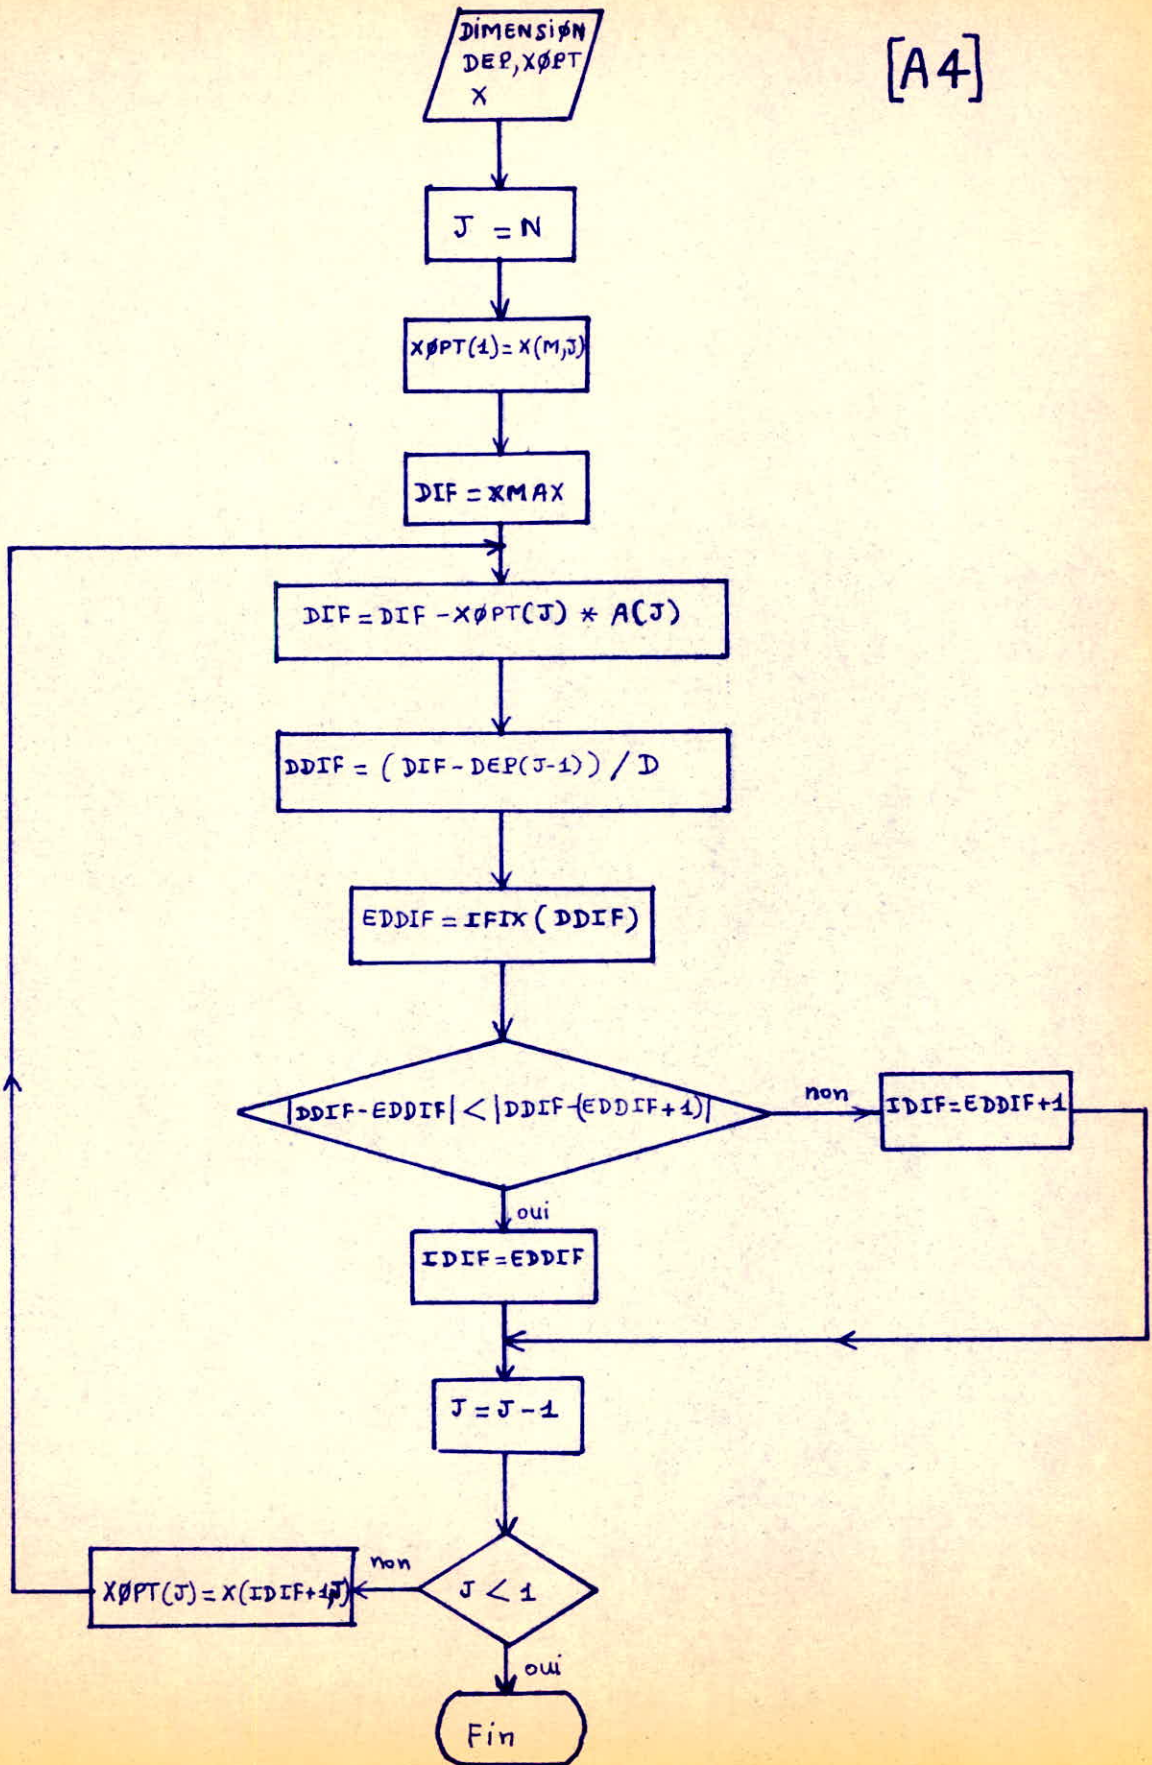 DIMENSIØN
DEP, XØPT
X
[A4]
J = N
XØPT(1) = X(M,J)
DIF = XMAX
DIF = DIF - XØPT(J) * A(J)
DDIF = (DIF - DEP(J-1)) / D
EDDIF = IFIX (DDIF)
|DDIF - EDDIF| < |DDIF-(EDDIF+1)|
non
IDIF=EDDIF+1
oui
IDIF=EDDIF
J = J - 1
J < 1
non
XØPT(J) = X(IDIF+1,J)
oui
Fin